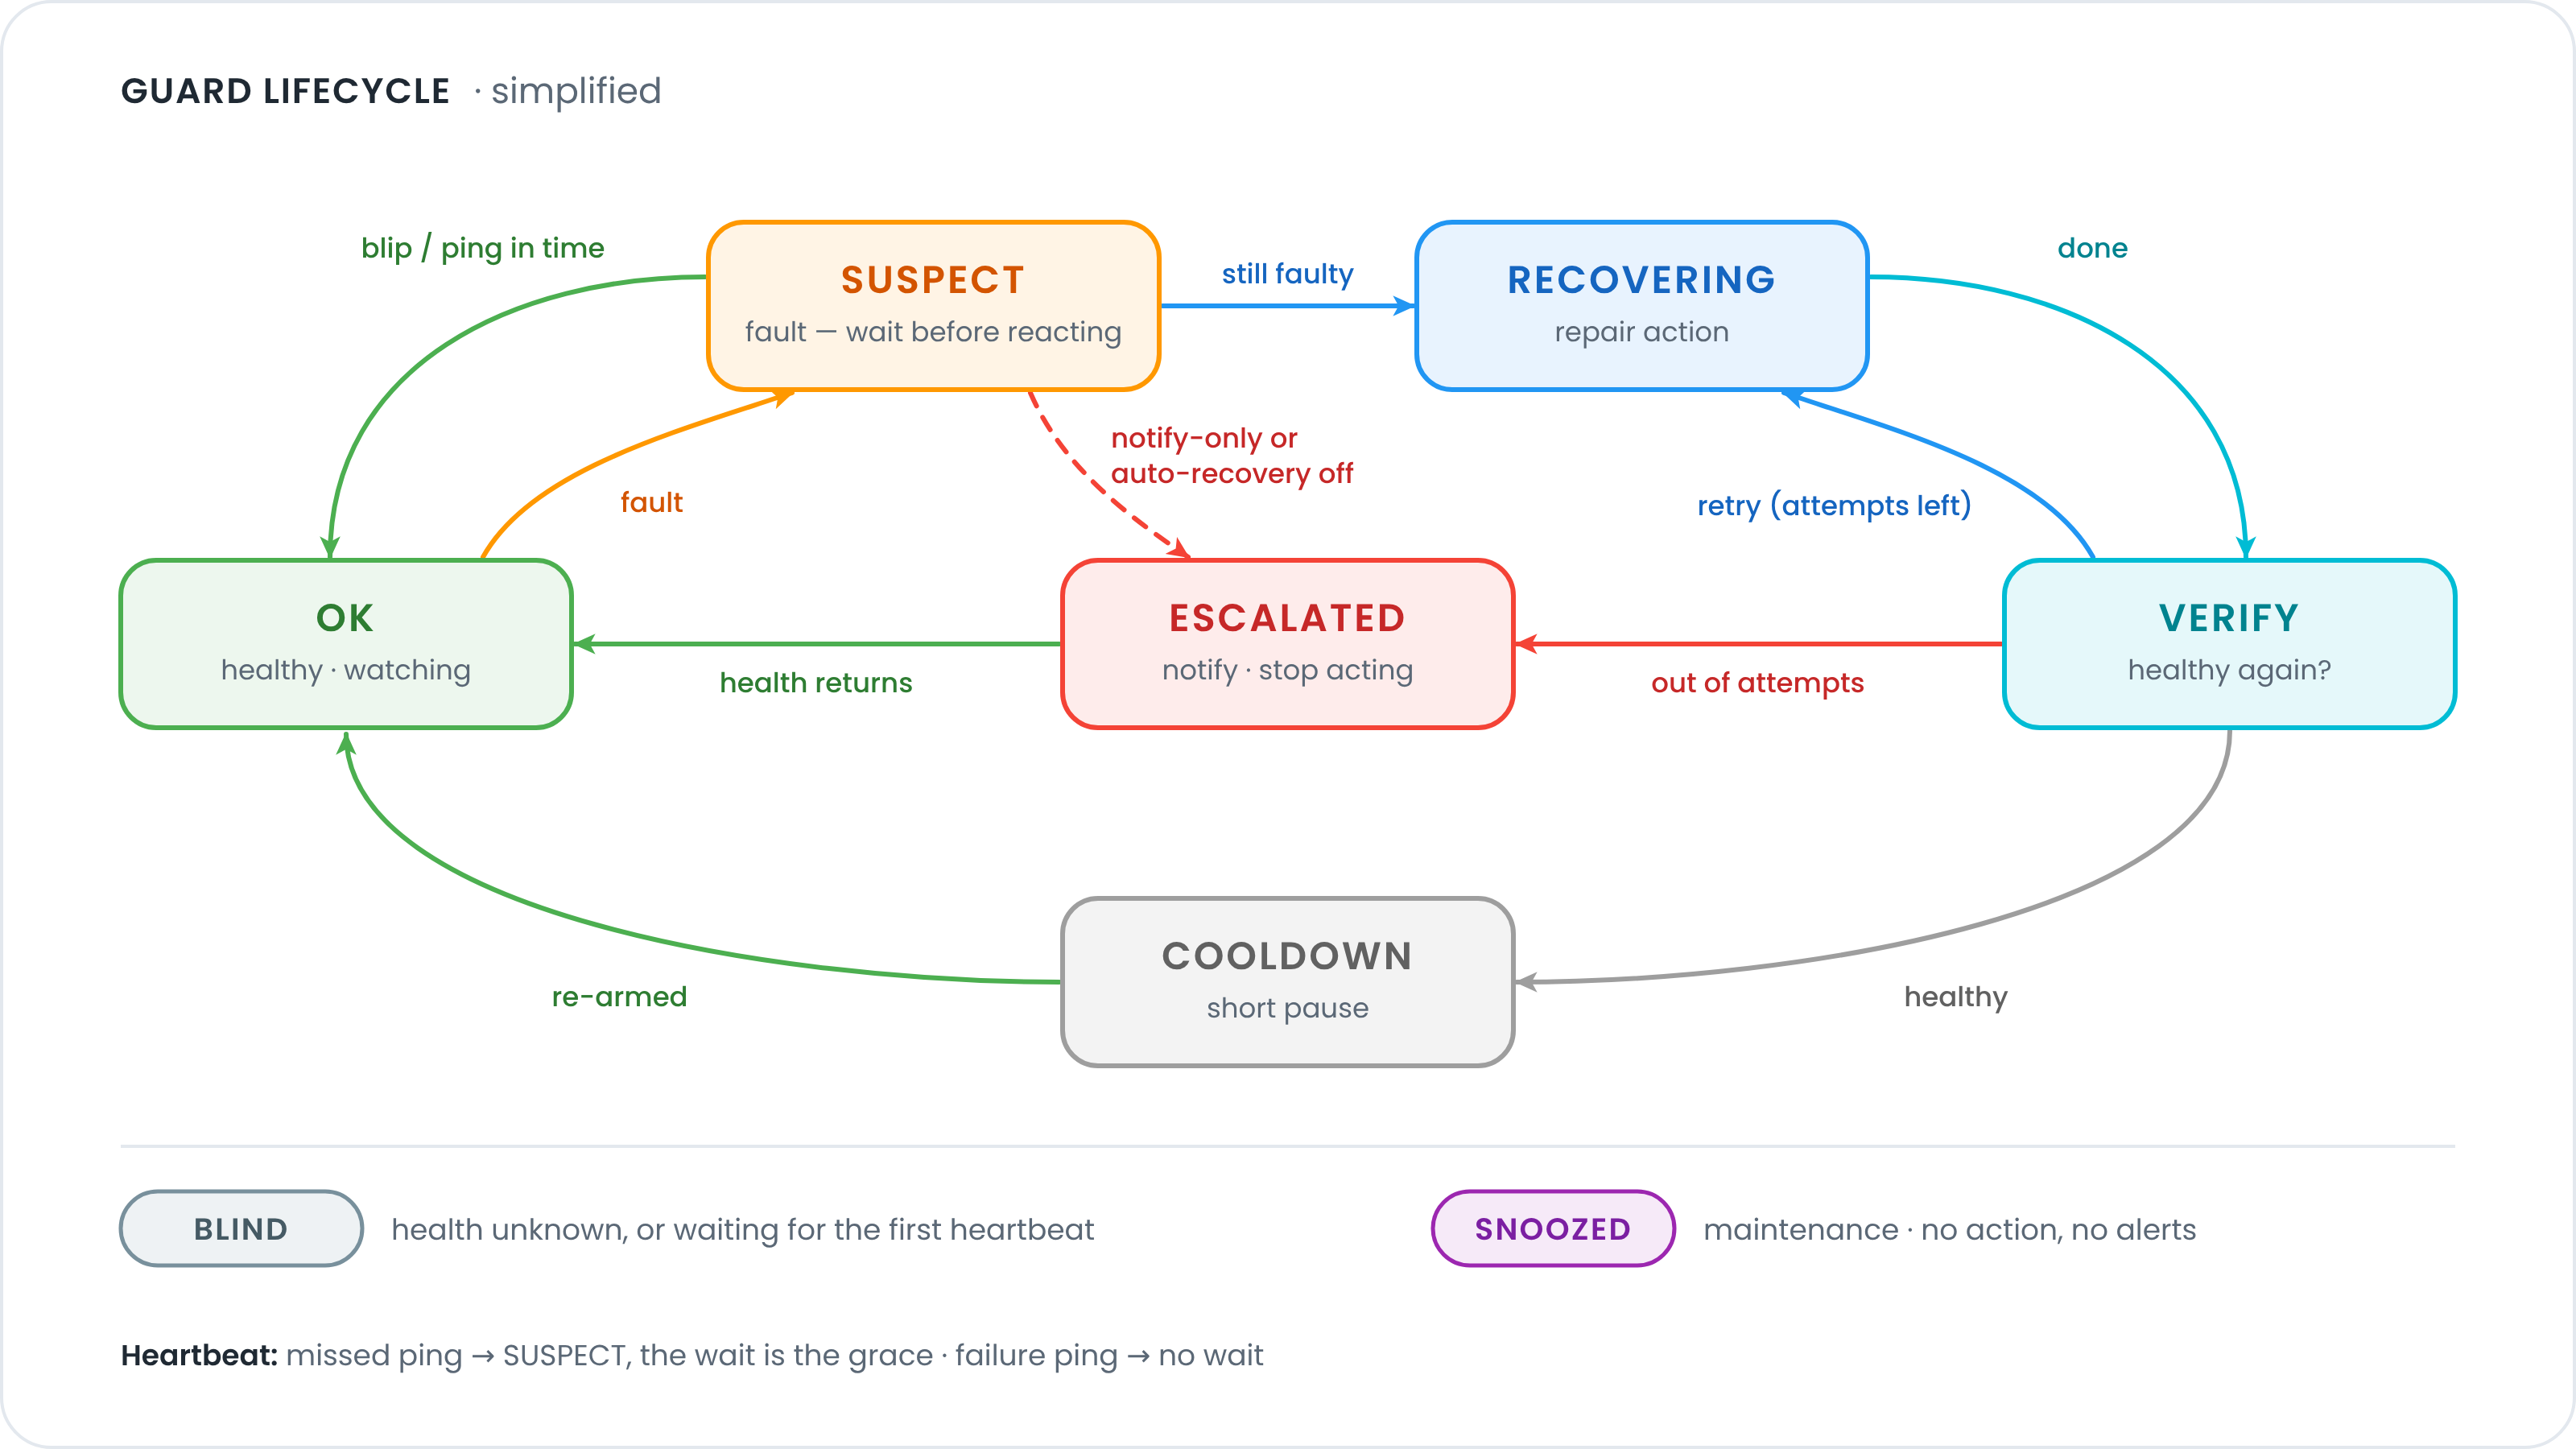 GUARD LIFECYCLE · simplified
blip / ping in time
SUSPECT
fault — wait before reacting
still faulty
RECOVERING
repair action
done
fault
notify-only or
auto-recovery off
retry (attempts left)
OK
healthy · watching
health returns
ESCALATED
notify · stop acting
out of attempts
VERIFY
healthy again?
re-armed
COOLDOWN
short pause
healthy
BLIND health unknown, or waiting for the first heartbeat
SNOOZED maintenance · no action, no alerts
Heartbeat: missed ping → SUSPECT, the wait is the grace · failure ping → no wait